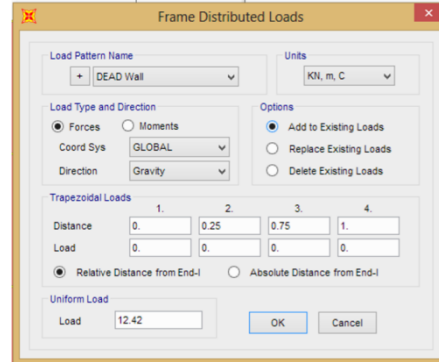 Frame Distributed Loads
x
Load Pattern Name
Units
+ DEAD Wall
KN, m, C
Load Type and Direction
Options
Forces Moments
Add to Existing Loads
Coord Sys GLOBAL
Replace Existing Loads
Direction Gravity
Delete Existing Loads
Trapezoidal Loads
1. 2. 3. 4.
Distance 0. 0.25 0.75 1.
Load 0. 0. 0. 0.
Relative Distance from End-I Absolute Distance from End-I
Uniform Load
Load 12.42
OK Cancel